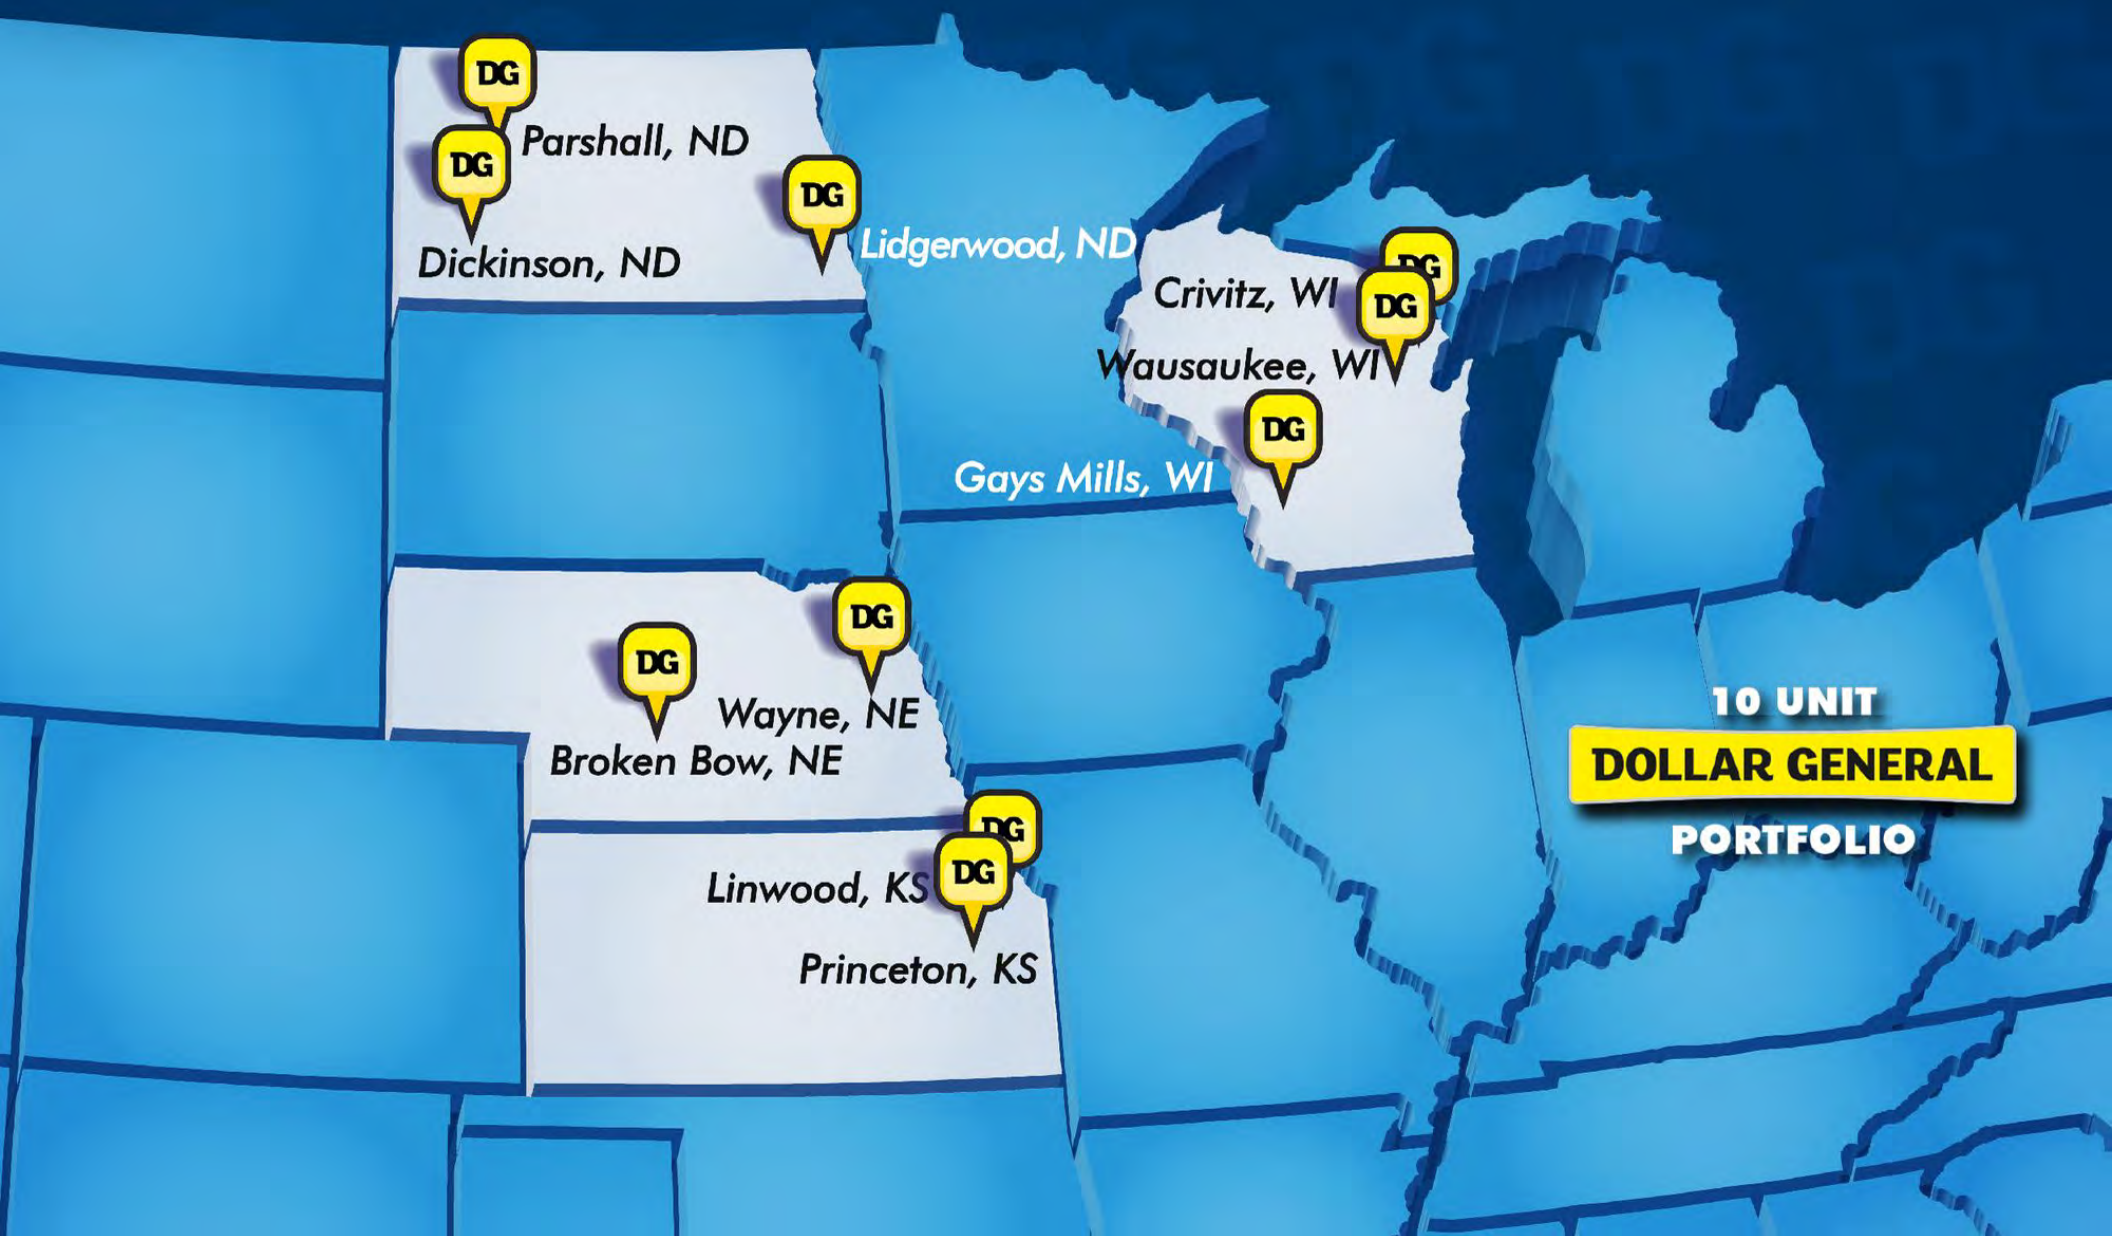 DG
Parshall, ND
DG
Dickinson, ND
DG
Lidgerwood, ND
DG
Crivitz, WI
DG
Wausaukee, WI
DG
Gays Mills, WI
DG
Wayne, NE
DG
Broken Bow, NE
DG
Linwood, KS
DG
Princeton, KS
10 UNIT
DOLLAR GENERAL
PORTFOLIO